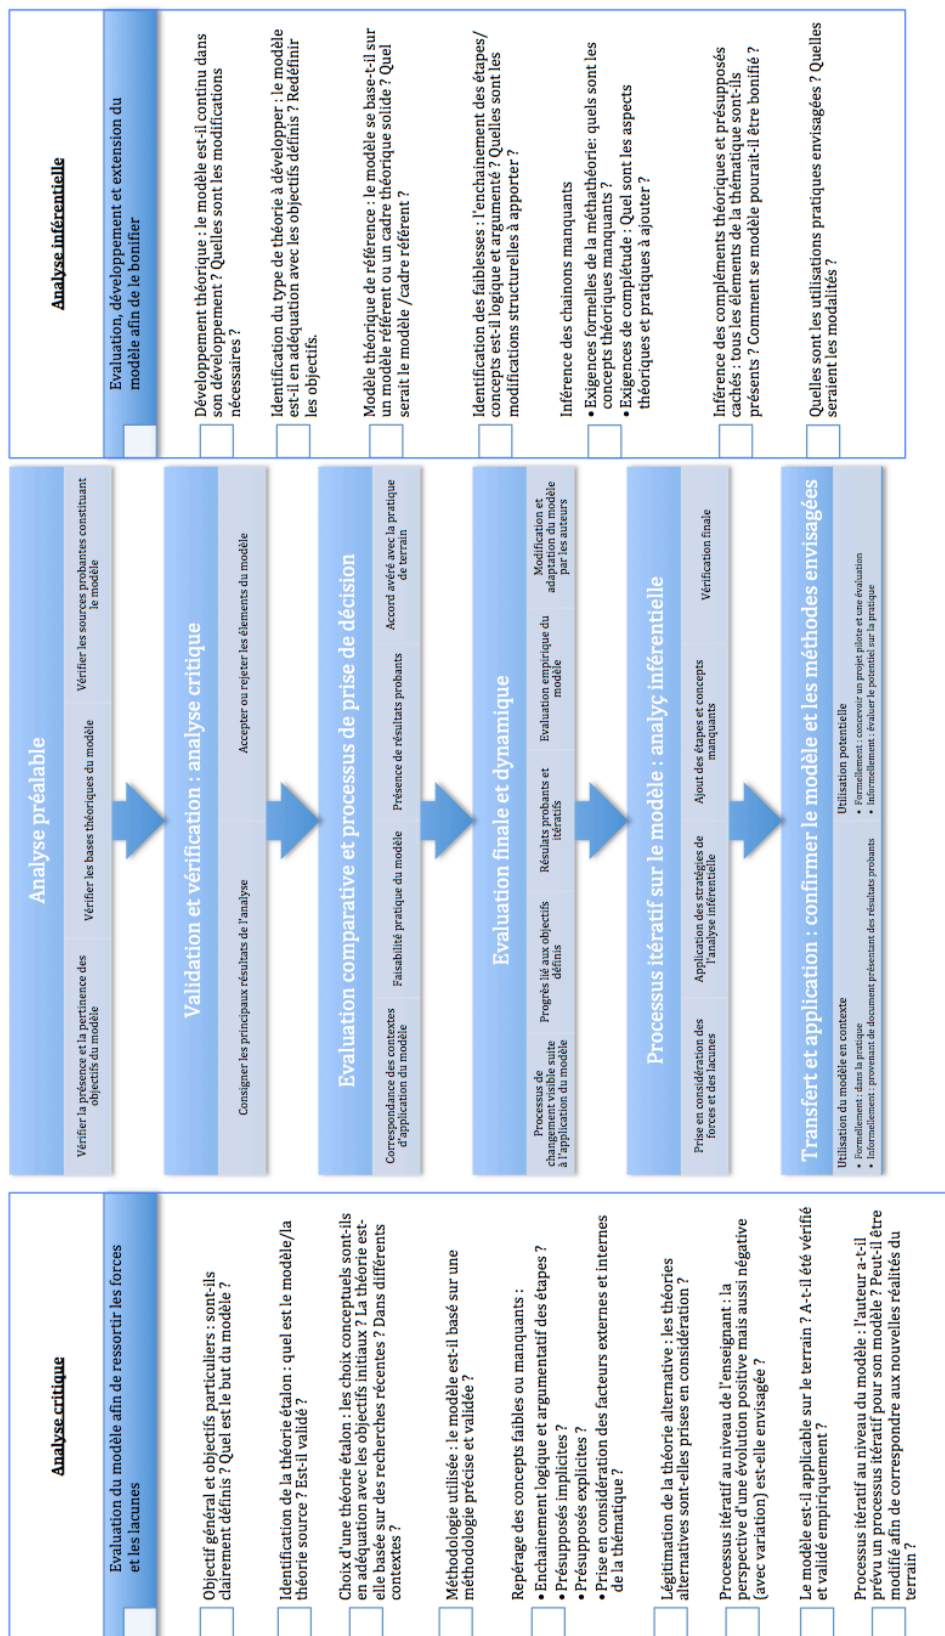 Analyse critique
Evaluation du modèle afin de ressortir les forces
et les lacunes
Objectif général et objectifs particuliers : sont-ils
clairement définis ? Quel est le but du modèle ?
Identification de la théorie étalon : quel est le modèle/la
théorie source ? Est-il validé ?
Choix d'une théorie étalon : les choix conceptuels sont-ils
en adéquation avec les objectifs initiaux ? La théorie est-
elle basée sur des recherches récentes ? Dans différents
contextes ?
Méthodologie utilisée : le modèle est-il basé sur une
méthodologie précise et validée ?
Repérage des concepts faibles ou manquants :
• Enchainement logique et argumentatif des étapes ?
• Présupposés implicites ?
• Présupposés explicites ?
• Prise en considération des facteurs externes et internes
de la thématique ?
Légitimation de la théorie alternative : les théories
alternatives sont-elles prises en considération ?
Processus itératif au niveau de l'enseignant : la
perspective d'une évolution positive mais aussi négative
(avec variation) est-elle envisagée ?
Le modèle est-il applicable sur le terrain ? A-t-il été vérifié
et validé empiriquement ?
Processus itératif au niveau du modèle : l'auteur a-t-il
prévu un processus itératif pour son modèle ? Peut-il être
modifié afin de correspondre aux nouvelles réalités du
terrain ?
Analyse préalable
Vérifier la présence et la pertinence des
objectifs du modèle
Vérifier les bases théoriques du modèle
Vérifier les sources probantes constituant
le modèle
Validation et vérification : analyse critique
Consigner les principaux résultats de l'analyse
Accepter ou rejeter les élements du modèle
Evaluation comparative et processus de prise de décision
Correspondance des contextes
d'application du modèle
Faisabilité pratique du modèle
Présence de résultats probants
Accord avéré avec la pratique
de terrain
Evaluation finale et dynamique
Processus de
changement visible suite
à l'application du modèle
Progrès lié aux objectifs
définis
Résulats probants et
itératifs
Evaluation empirique du
modèle
Modification et
adaptation du modèle
par les auteurs
Processus itératif sur le modèle : analyç inférentielle
Prise en considération des
forces et des lacunes
Application des stratégies de
l'analyse inférentielle
Ajout des étapes et concepts
manquants
Vérification finale
Transfert et application : confirmer le modèle et les méthodes envisagées
Utilisation du modèle en contexte
• Formellement : dans la pratique
• Informellement : provenant de document présentant des résultats probants
Utilisation potentielle
• Formellement : concevoir un projet pilote et une évaluation
• Informellement : évaluer le potentiel sur la pratique
Analyse inférentielle
Evaluation, développement et extension du
modèle afin de le bonifier
Développement théorique : le modèle est-il continu dans
son développement ? Quelles sont les modifications
nécessaires ?
Identification du type de théorie à développer : le modèle
est-il en adéquation avec les objectifs définis ? Redéfinir
les objectifs.
Modèle théorique de référence : le modèle se base-t-il sur
un modèle référent ou un cadre théorique solide ? Quel
serait le modèle /cadre référent ?
Identification des faiblesses : l'enchainement des étapes/
concepts est-il logique et argumenté ? Quelles sont les
modifications structurelles à apporter ?
Inférence des chainons manquants
• Exigences formelles de la méthathéorie: quels sont les
concepts théoriques manquants ?
• Exigences de complétude : Quel sont les aspects
théoriques et pratiques à ajouter ?
Inférence des compléments théoriques et présupposés
cachés : tous les élements de la thématique sont-ils
présents ? Comment se modèle pourait-il être bonifié ?
Quelles sont les utilisations pratiques envisagées ? Quelles
seraient les modalités ?